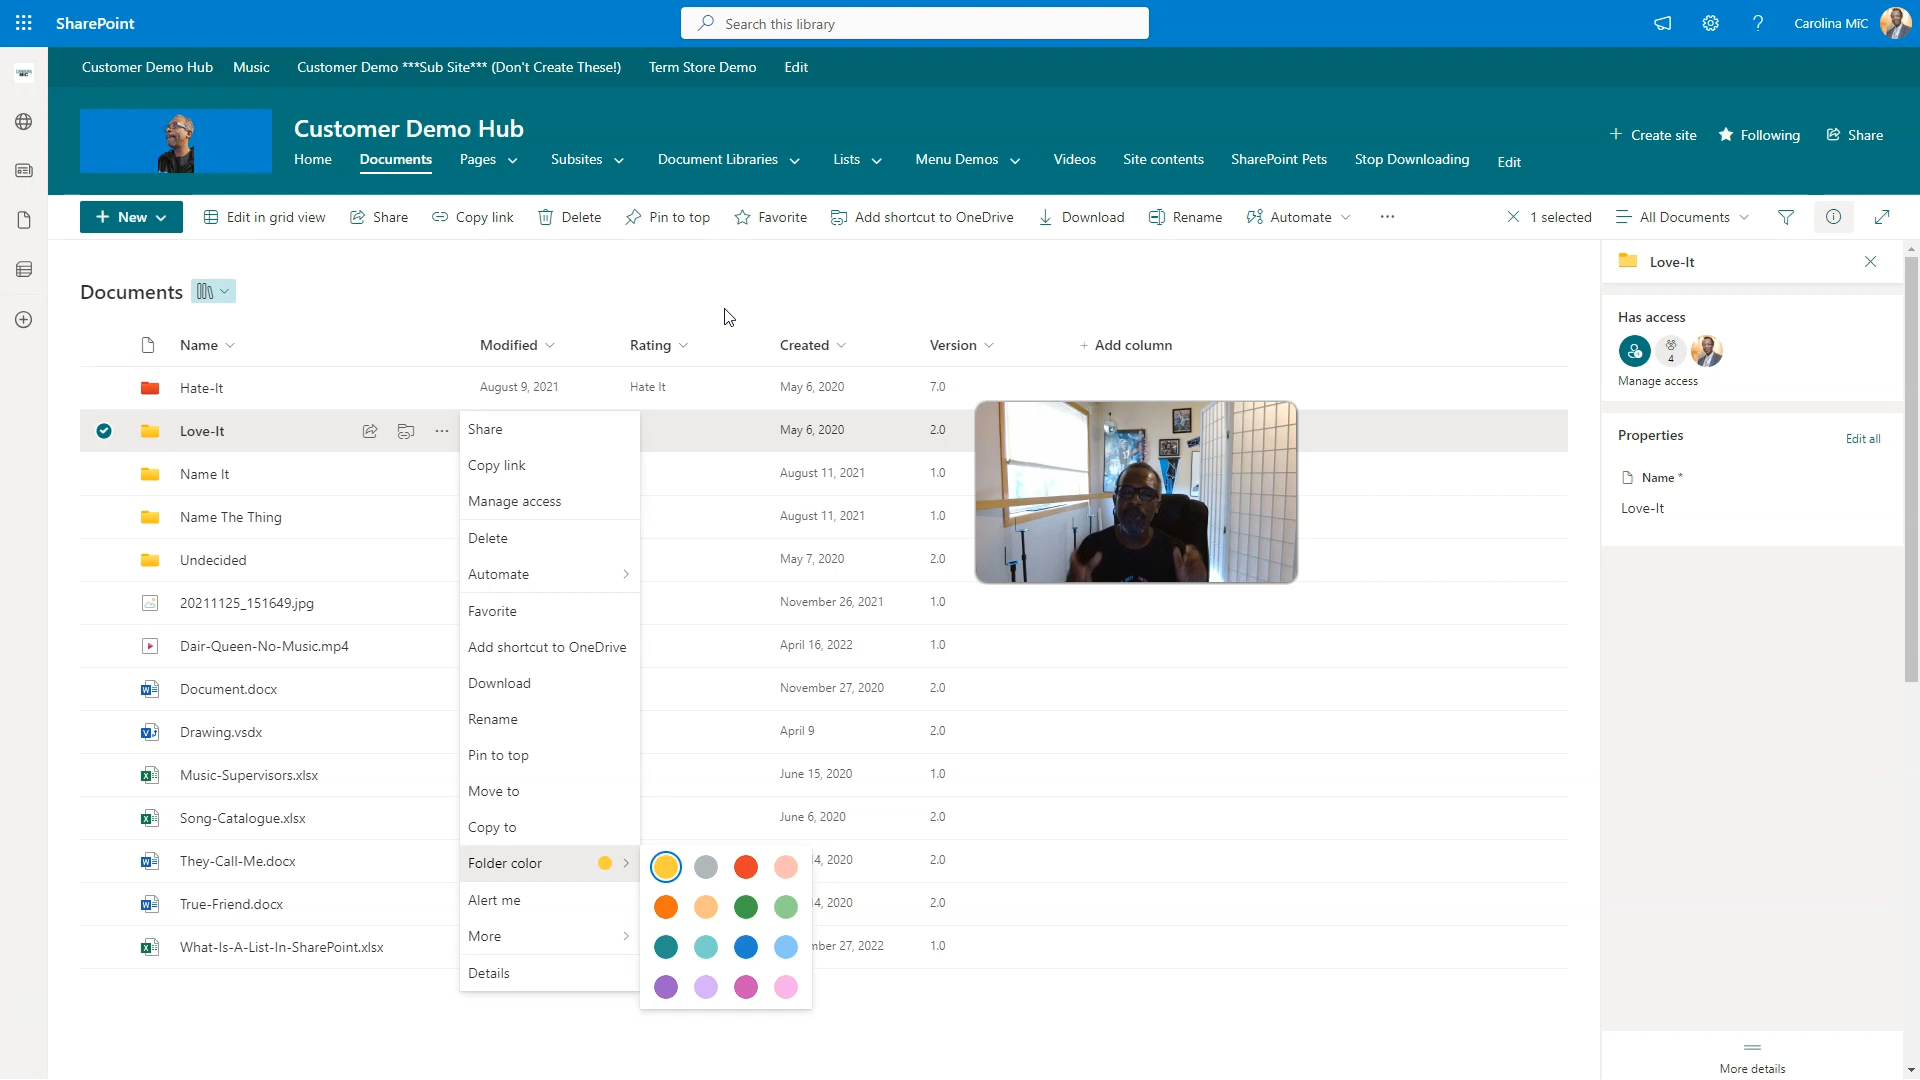 SharePoint
Search this library
Carolina MiC
Customer Demo Hub Music Customer Demo ***Sub Site*** (Don't Create These!) Term Store Demo Edit
Customer Demo Hub
Create site Following Share
Home Documents Pages Subsites Document Libraries Lists Menu Demos Videos Site contents SharePoint Pets Stop Downloading Edit
+ New Edit in grid view Share Copy link Delete Pin to top Favorite Add shortcut to OneDrive Download Rename Automate ... 1 selected All Documents
Documents
Name Modified Rating Created Version + Add column
Hate-It August 9, 2021 Hate It May 6, 2020 7.0
Love-It May 6, 2020 2.0
Name It August 11, 2021 1.0
Name The Thing August 11, 2021 1.0
Undecided May 7, 2020 2.0
20211125_151649.jpg November 26, 2021 1.0
Dair-Queen-No-Music.mp4 April 16, 2022 1.0
Document.docx November 27, 2020 2.0
Drawing.vsdx April 9 2.0
Music-Supervisors.xlsx June 15, 2020 1.0
Song-Catalogue.xlsx June 6, 2020 2.0
They-Call-Me.docx 14, 2020 2.0
True-Friend.docx 14, 2020 2.0
What-Is-A-List-In-SharePoint.xlsx mber 27, 2022 1.0
Share
Copy link
Manage access
Delete
Automate
Favorite
Add shortcut to OneDrive
Download
Rename
Pin to top
Move to
Copy to
Folder color
Alert me
More
Details
Love-It
Has access
4
Manage access
Properties Edit all
Name *
Love-It
More details